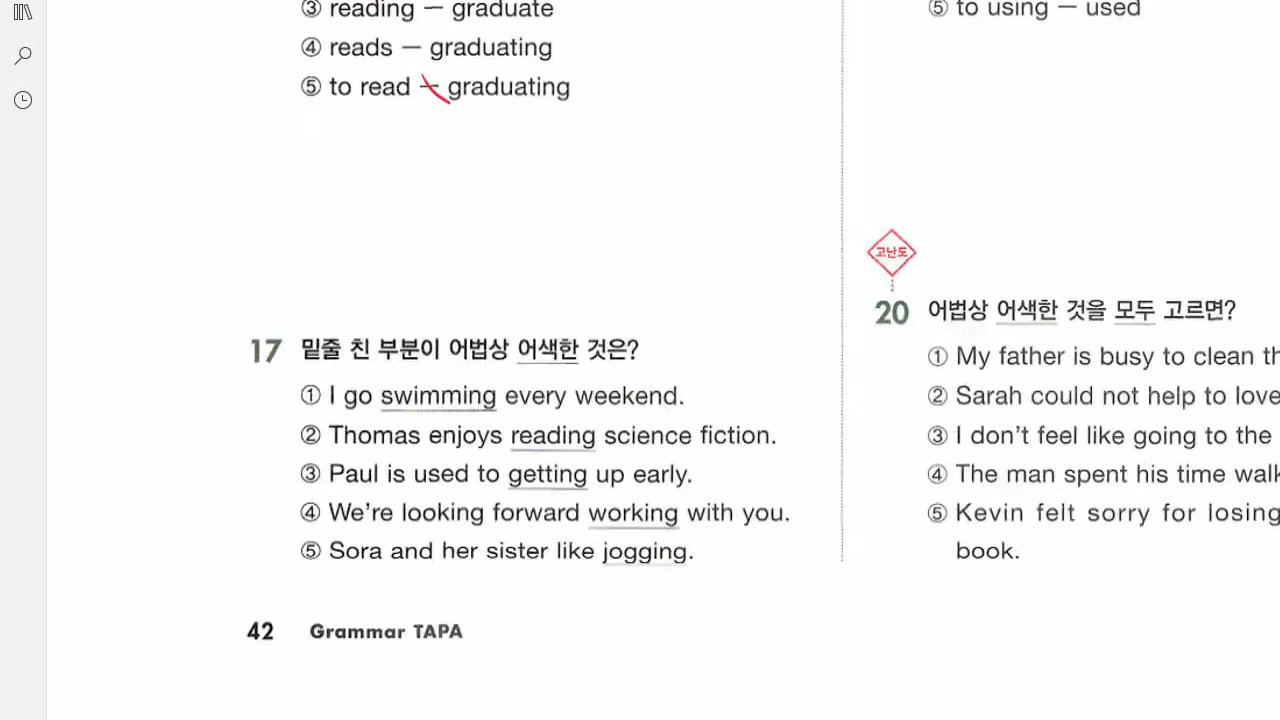 ③ reading – graduate
④ reads – graduating
⑤ to read – graduating
17 밑줄 친 부분이 어법상 어색한 것은?
① I go swimming every weekend.
② Thomas enjoys reading science fiction.
③ Paul is used to getting up early.
④ We're looking forward working with you.
⑤ Sora and her sister like jogging.
42 Grammar TAPA
⑤ to using – used
고난도
20 어법상 어색한 것을 모두 고르면?
① My father is busy to clean th
② Sarah could not help to love
③ I don't feel like going to the
④ The man spent his time walk
⑤ Kevin felt sorry for losing
book.